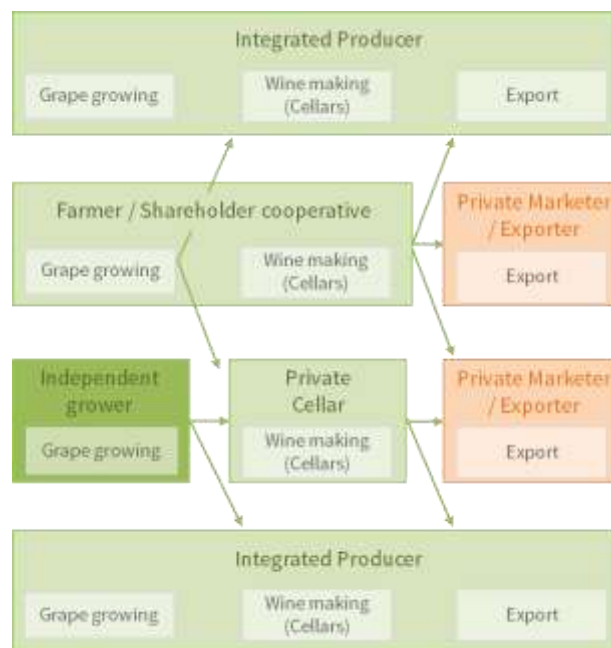 Integrated Producer
Grape growing
Wine making
(Cellars)
Export
Farmer / Shareholder cooperative
Grape growing
Wine making
(Cellars)
Private Marketer
/ Exporter
Export
Independent
grower
Grape growing
Private
Cellar
Wine making
(Cellars)
Private Marketer
/ Exporter
Export
Integrated Producer
Grape growing
Wine making
(Cellars)
Export